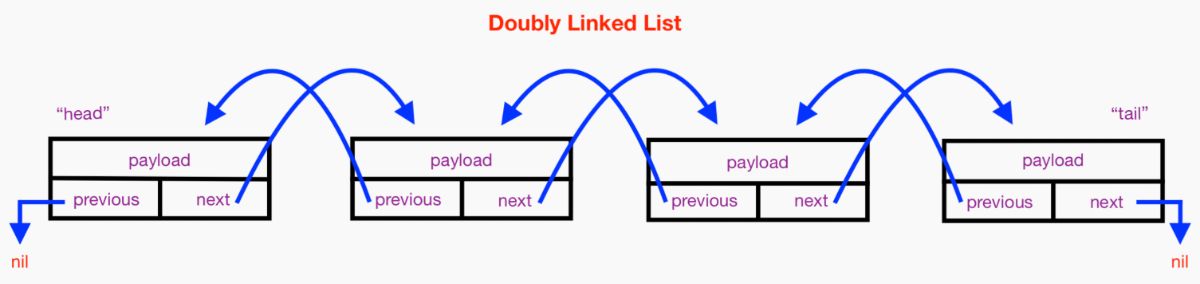 Doubly Linked List
“head”
“tail”
payload
payload
payload
payload
previous
next
previous
next
previous
next
previous
next
nil
nil